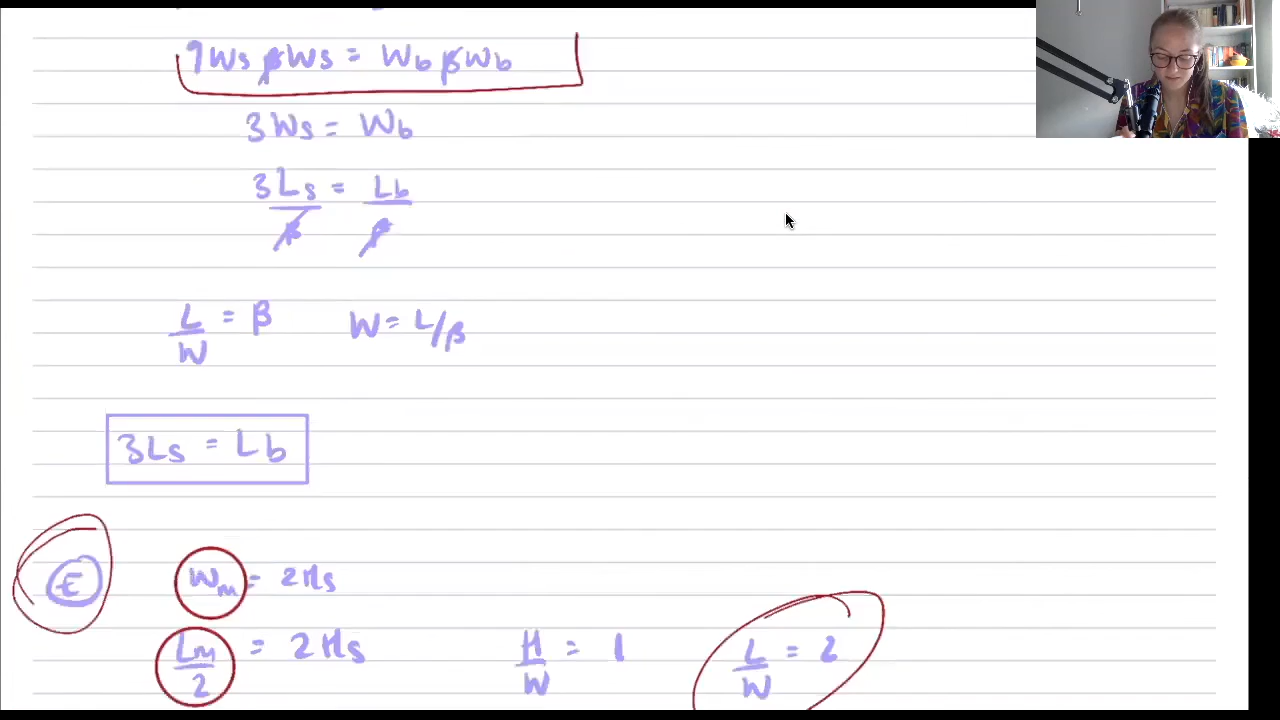 9Ws βWs = Wb βWb
3Ws = Wb
3Ls/β = Lb/β
L/W = β W = L/β
3Ls = Lb
E Wm = 2Hs
Lm/2 = 2Hs H/W = 1 L/W = 2